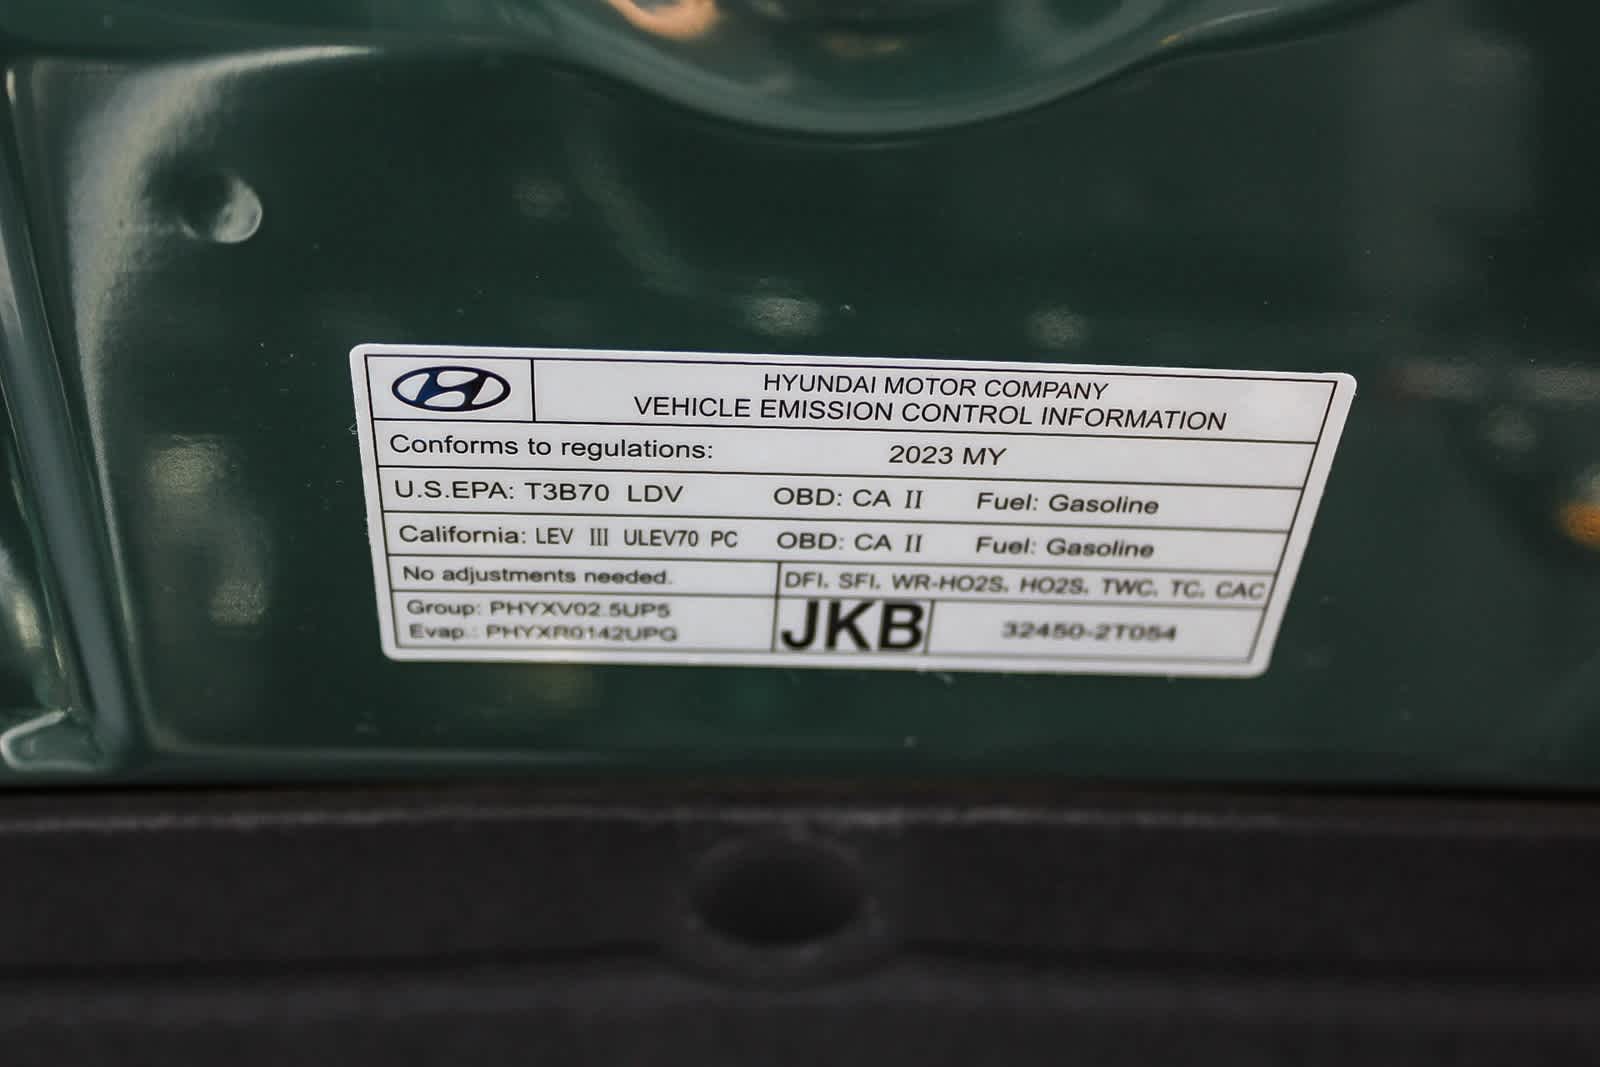 HYUNDAI MOTOR COMPANY
VEHICLE EMISSION CONTROL INFORMATION
Conforms to regulations: 2023 MY
U.S.EPA: T3B70 LDV OBD: CA II Fuel: Gasoline
California: LEV III ULEV70 PC OBD: CA II Fuel: Gasoline
No adjustments needed. DFI, SFI, WR-HO2S, HO2S, TWC, TC, CAC
Group: PHYXV02.5UP5
Evap.: PHYXR0142UPG
JKB 32450-2T054